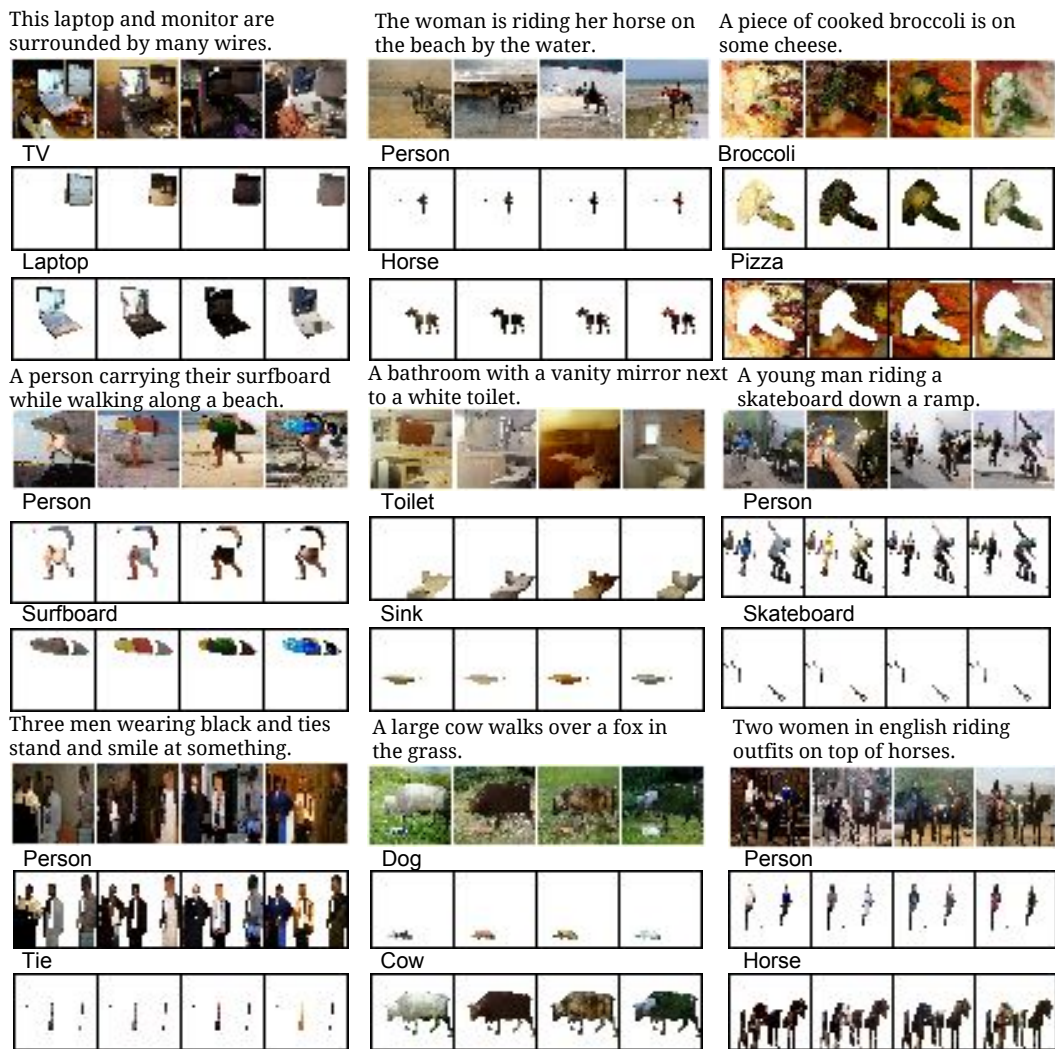 This laptop and monitor are
surrounded by many wires.
TV
Laptop
The woman is riding her horse on
the beach by the water.
Person
Horse
A piece of cooked broccoli is on
some cheese.
Broccoli
Pizza
A person carrying their surfboard
while walking along a beach.
Person
Surfboard
A bathroom with a vanity mirror next
to a white toilet.
Toilet
Sink
A young man riding a
skateboard down a ramp.
Person
Skateboard
Three men wearing black and ties
stand and smile at something.
Person
Tie
A large cow walks over a fox in
the grass.
Dog
Cow
Two women in english riding
outfits on top of horses.
Person
Horse